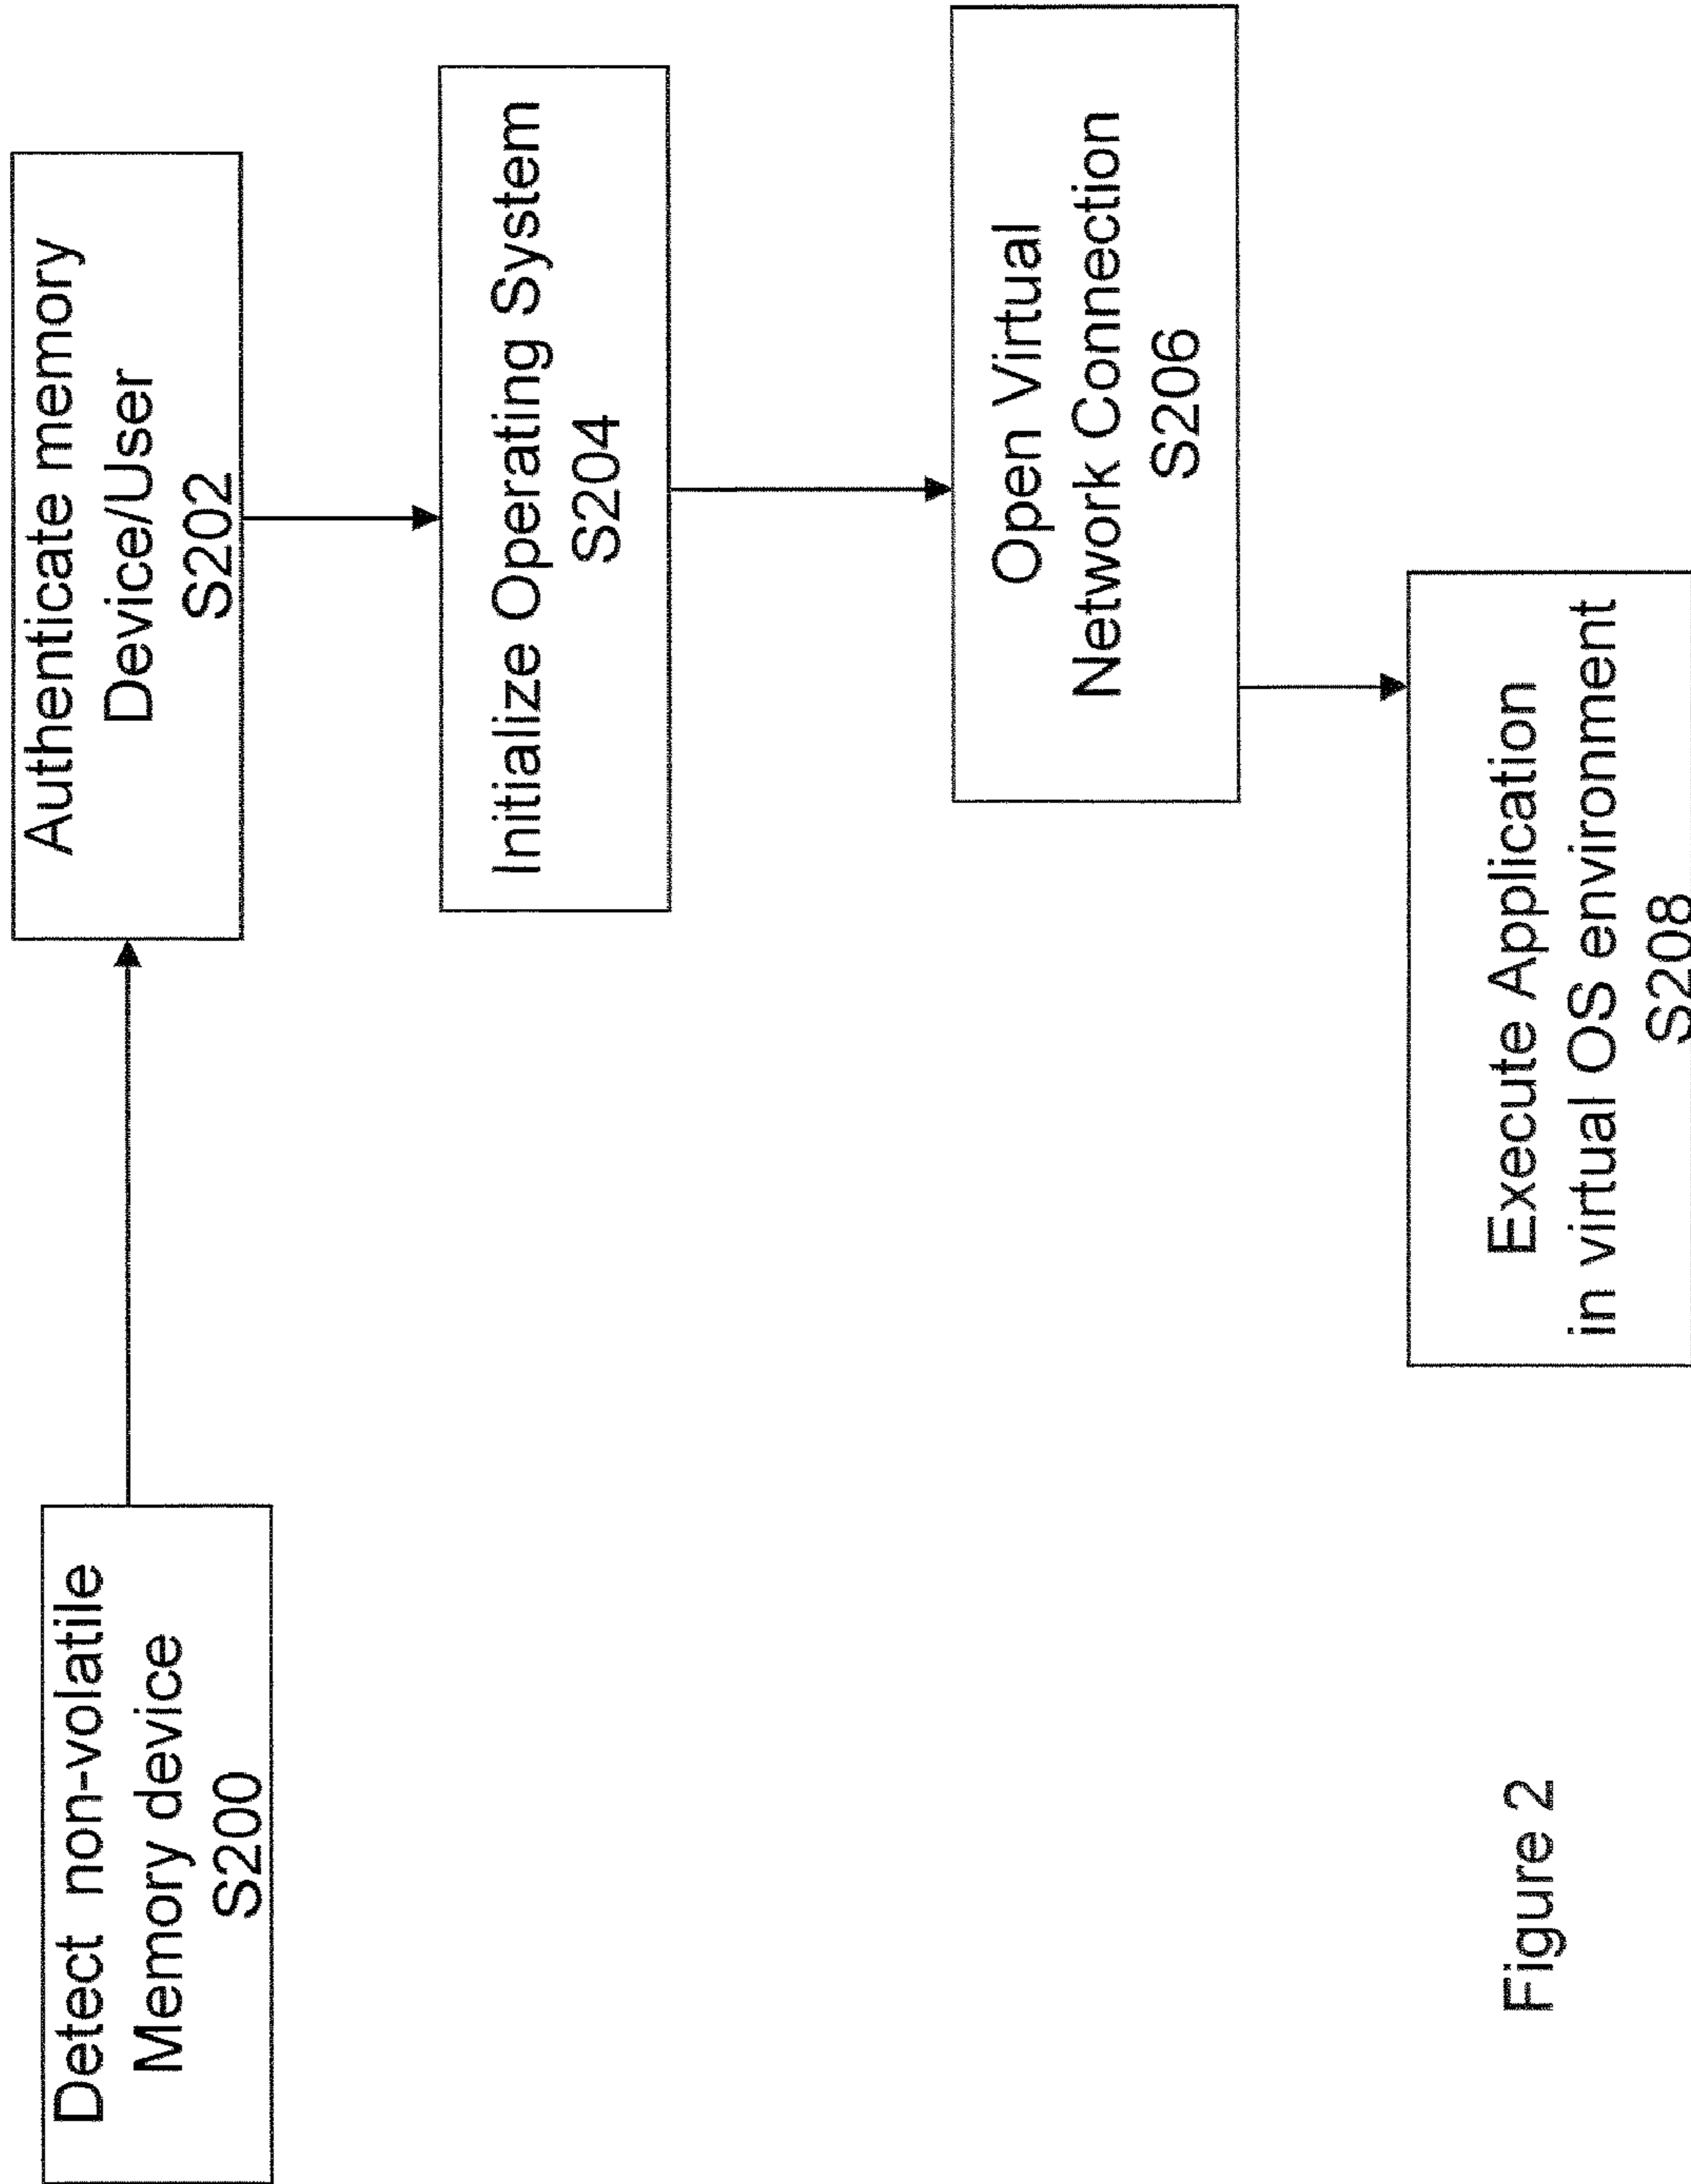 Detect non-volatile
Memory device
S200
Authenticate memory
Device/User
S202
Initialize Operating System
S204
Open Virtual
Network Connection
S206
Execute Application
in virtual OS environment
S208
Figure 2